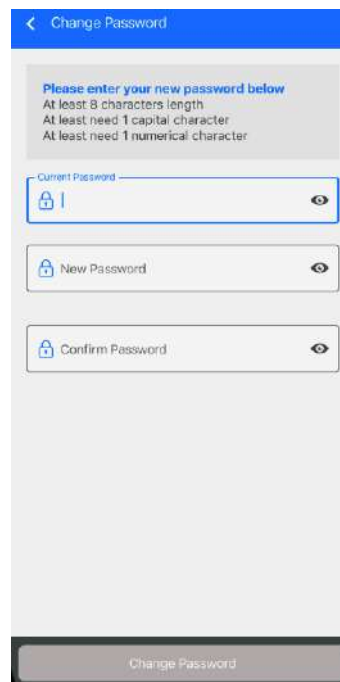 Change Password
Please enter your new password below
At least 8 characters length
At least need 1 capital character
At least need 1 numerical character
Current Password
New Password
Confirm Password
Change Password